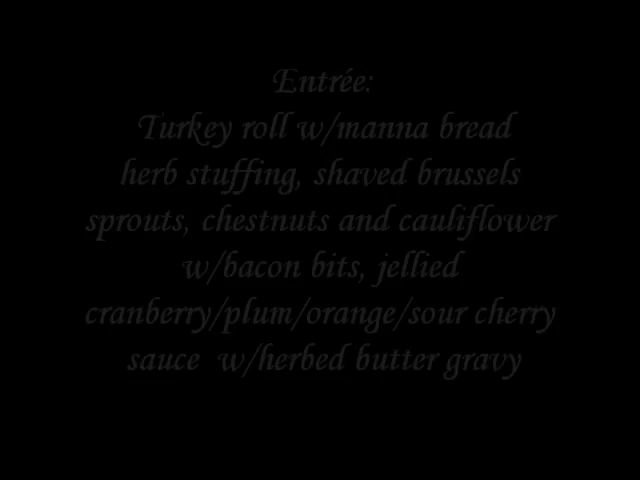 Entrée:
Turkey roll w/manna bread
herb stuffing, shaved brussels
sprouts, chestnuts and cauliflower
w/bacon bits, jellied
cranberry/plum/orange/sour cherry
sauce  w/herbed butter gravy